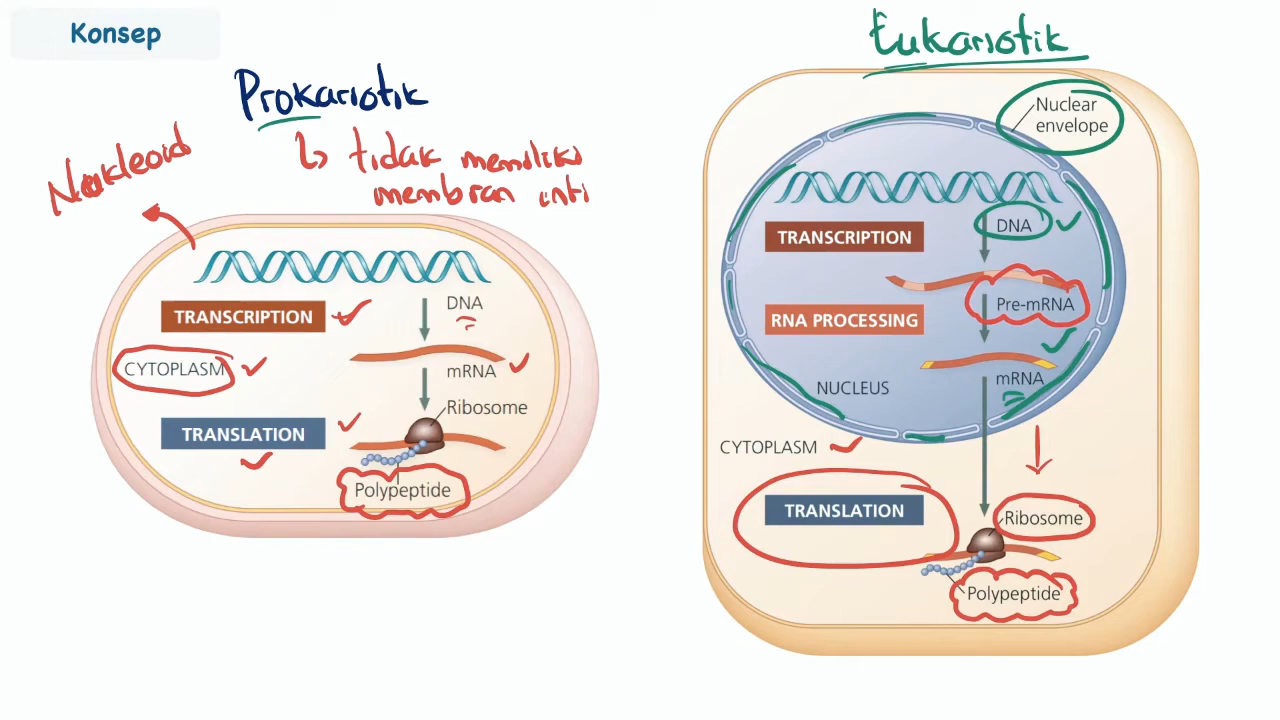 Konsep
Prokariotik
tidak memiliki
membran inti
Nukleoid
DNA
TRANSCRIPTION
mRNA
CYTOPLASM
Ribosome
TRANSLATION
Polypeptide
Eukariotik
Nuclear
envelope
DNA
TRANSCRIPTION
Pre-mRNA
RNA PROCESSING
mRNA
NUCLEUS
CYTOPLASM
TRANSLATION
Ribosome
Polypeptide